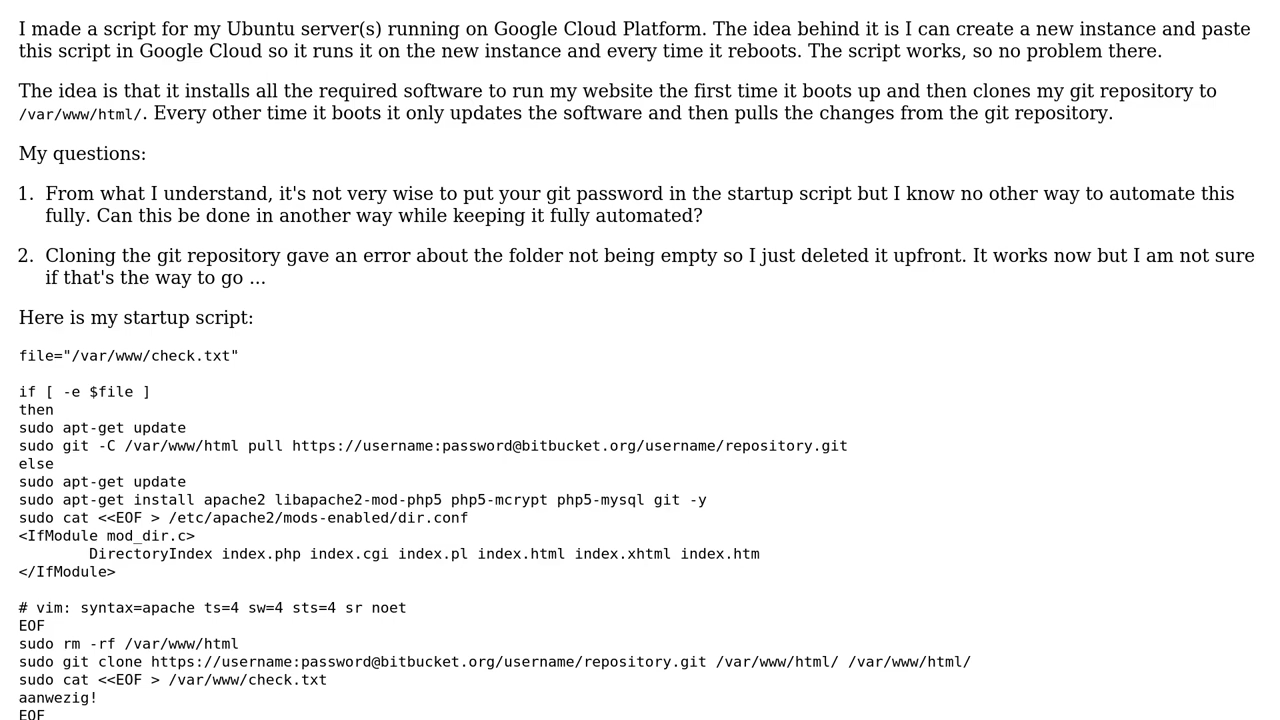 I made a script for my Ubuntu server(s) running on Google Cloud Platform. The idea behind it is I can create a new instance and paste
this script in Google Cloud so it runs it on the new instance and every time it reboots. The script works, so no problem there.
The idea is that it installs all the required software to run my website the first time it boots up and then clones my git repository to
/var/www/html/. Every other time it boots it only updates the software and then pulls the changes from the git repository.
My questions:
1. From what I understand, it's not very wise to put your git password in the startup script but I know no other way to automate this
fully. Can this be done in another way while keeping it fully automated?
2. Cloning the git repository gave an error about the folder not being empty so I just deleted it upfront. It works now but I am not sure
if that's the way to go ...
Here is my startup script:
file="/var/www/check.txt"
if [ -e $file ]
then
sudo apt-get update
sudo git -C /var/www/html pull https://username:password@bitbucket.org/username/repository.git
else
sudo apt-get update
sudo apt-get install apache2 libapache2-mod-php5 php5-mcrypt php5-mysql git -y
sudo cat <<EOF > /etc/apache2/mods-enabled/dir.conf
<IfModule mod_dir.c>
        DirectoryIndex index.php index.cgi index.pl index.html index.xhtml index.htm
</IfModule>
# vim: syntax=apache ts=4 sw=4 sts=4 sr noet
EOF
sudo rm -rf /var/www/html
sudo git clone https://username:password@bitbucket.org/username/repository.git /var/www/html/ /var/www/html/
sudo cat <<EOF > /var/www/check.txt
aanwezig!
EOF